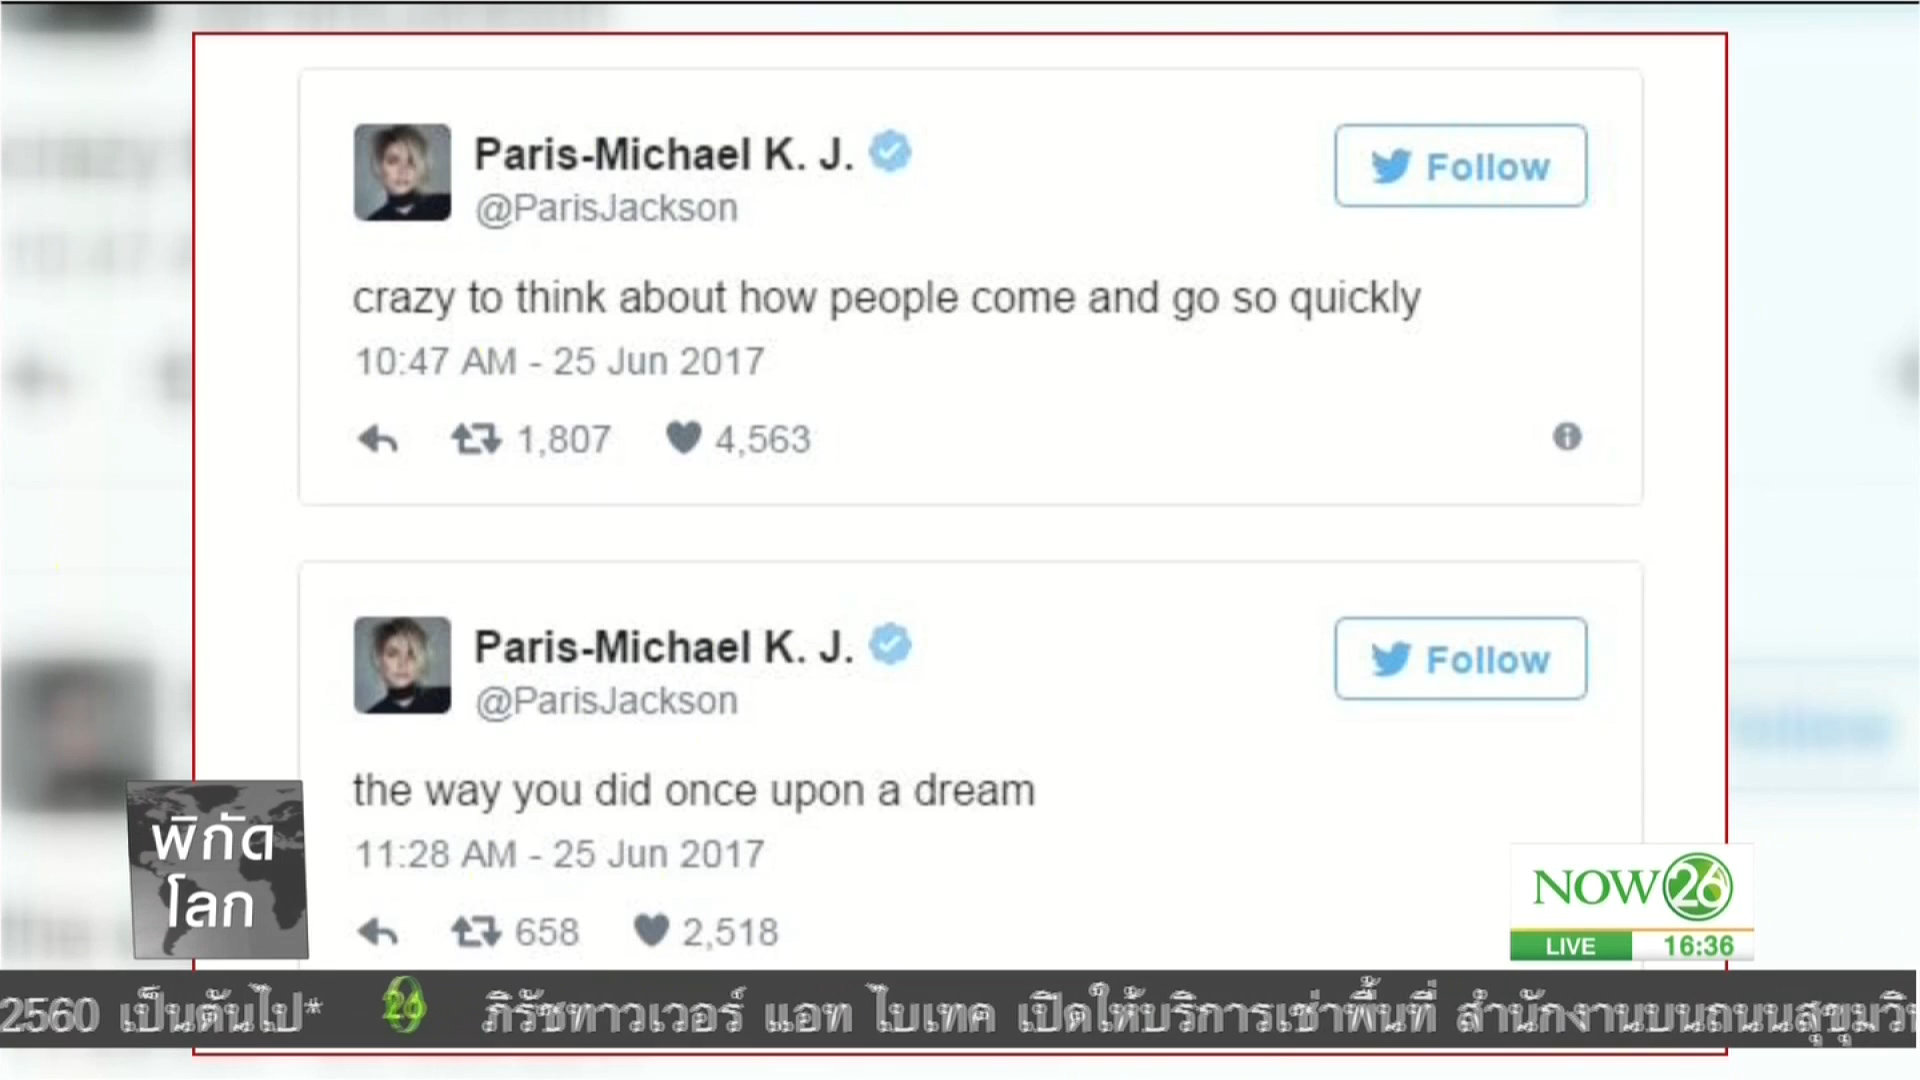 Paris-Michael K. J.
@ParisJackson
Follow
crazy to think about how people come and go so quickly
10:47 AM - 25 Jun 2017
1,807 4,563
Paris-Michael K. J.
@ParisJackson
Follow
the way you did once upon a dream
11:28 AM - 25 Jun 2017
658 2,518
พิกัด
โลก
NOW26
LIVE 16:36
2560 เป็นต้นไป* 26 ภิรัชทาวเวอร์ แอท ไบเทค เปิดให้บริการเช่าพื้นที่ สำนักงานบนถนนสุขุมวิ